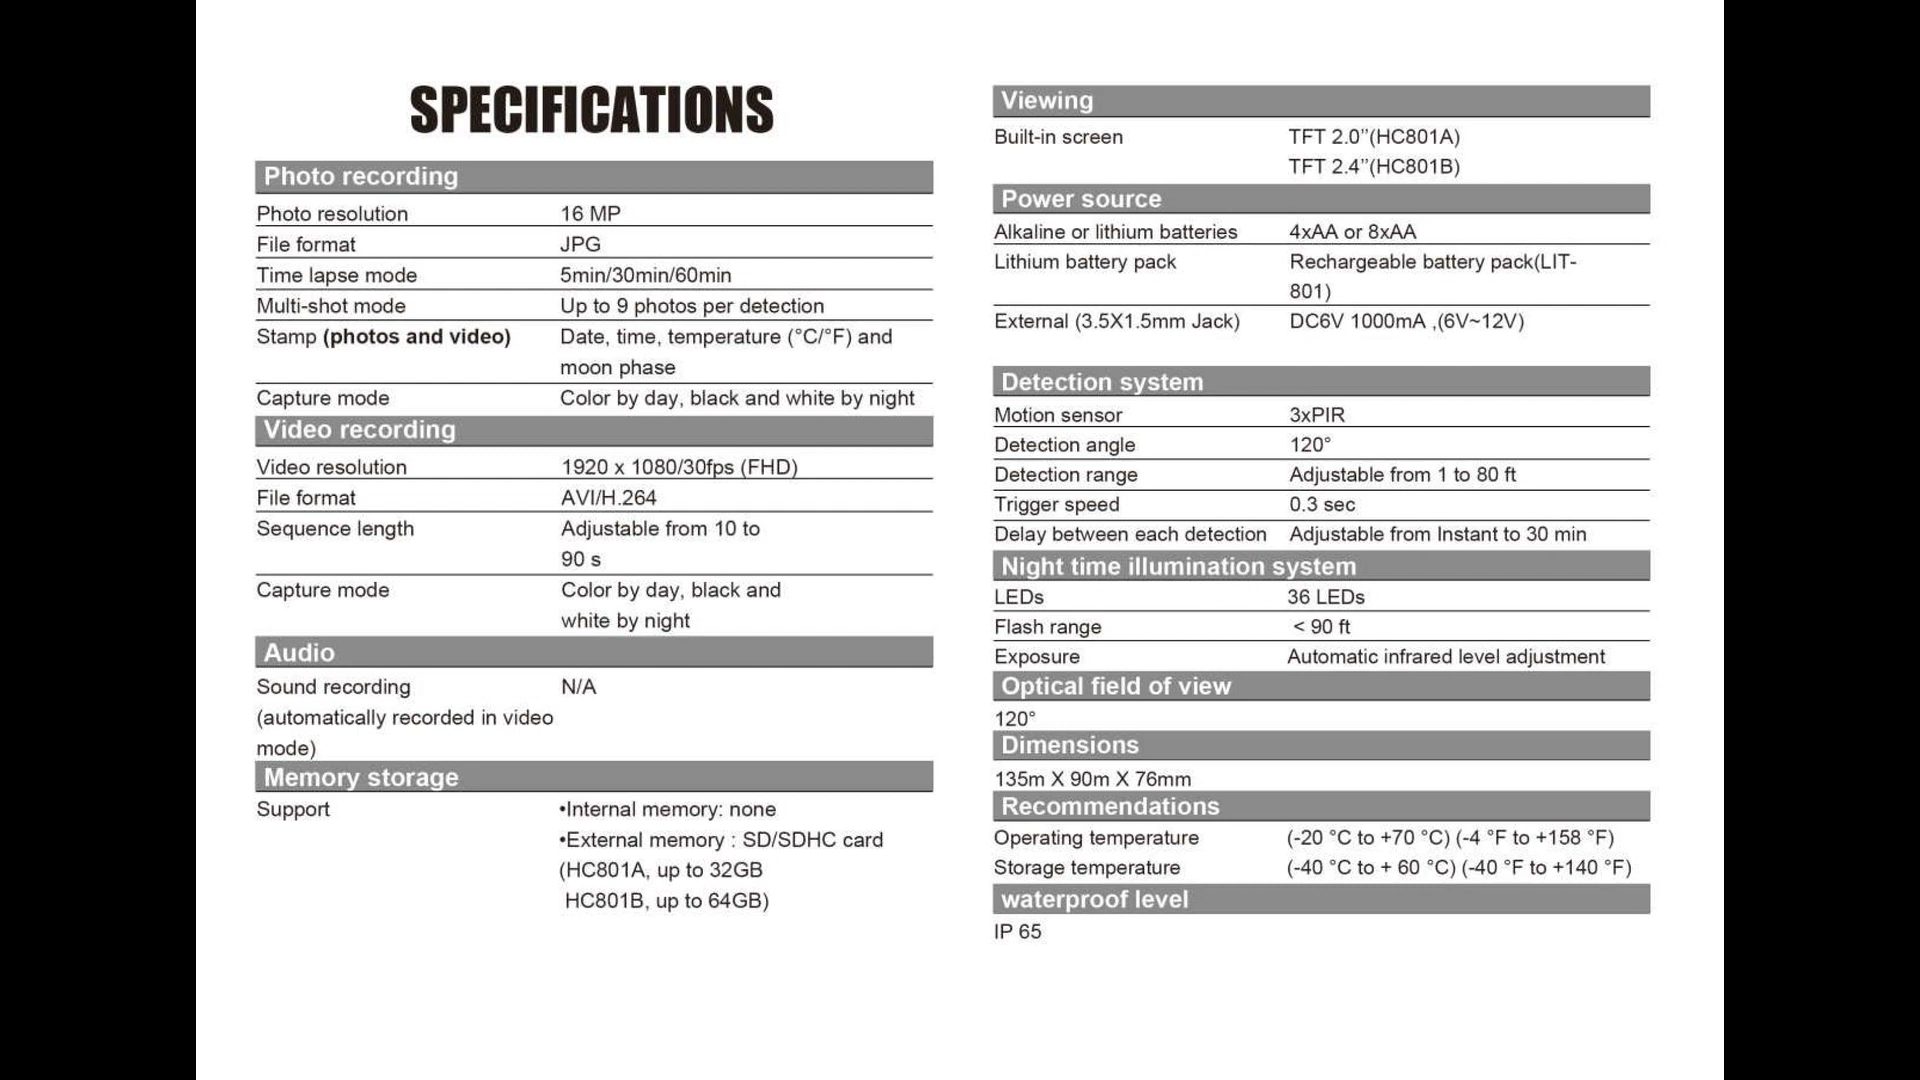 SPECIFICATIONS
Photo recording
Photo resolution 16 MP
File format JPG
Time lapse mode 5min/30min/60min
Multi-shot mode Up to 9 photos per detection
Stamp (photos and video) Date, time, temperature (°C/°F) and
moon phase
Capture mode Color by day, black and white by night
Video recording
Video resolution 1920 x 1080/30fps (FHD)
File format AVI/H.264
Sequence length Adjustable from 10 to
90 s
Capture mode Color by day, black and
white by night
Audio
Sound recording N/A
(automatically recorded in video
mode)
Memory storage
Support •Internal memory: none
•External memory : SD/SDHC card
(HC801A, up to 32GB
HC801B, up to 64GB)
Viewing
Built-in screen TFT 2.0’’(HC801A)
TFT 2.4’’(HC801B)
Power source
Alkaline or lithium batteries 4xAA or 8xAA
Lithium battery pack Rechargeable battery pack(LIT-
801)
External (3.5X1.5mm Jack) DC6V 1000mA ,(6V~12V)
Detection system
Motion sensor 3xPIR
Detection angle 120°
Detection range Adjustable from 1 to 80 ft
Trigger speed 0.3 sec
Delay between each detection Adjustable from Instant to 30 min
Night time illumination system
LEDs 36 LEDs
Flash range < 90 ft
Exposure Automatic infrared level adjustment
Optical field of view
120°
Dimensions
135m X 90m X 76mm
Recommendations
Operating temperature (-20 °C to +70 °C) (-4 °F to +158 °F)
Storage temperature (-40 °C to + 60 °C) (-40 °F to +140 °F)
waterproof level
IP 65